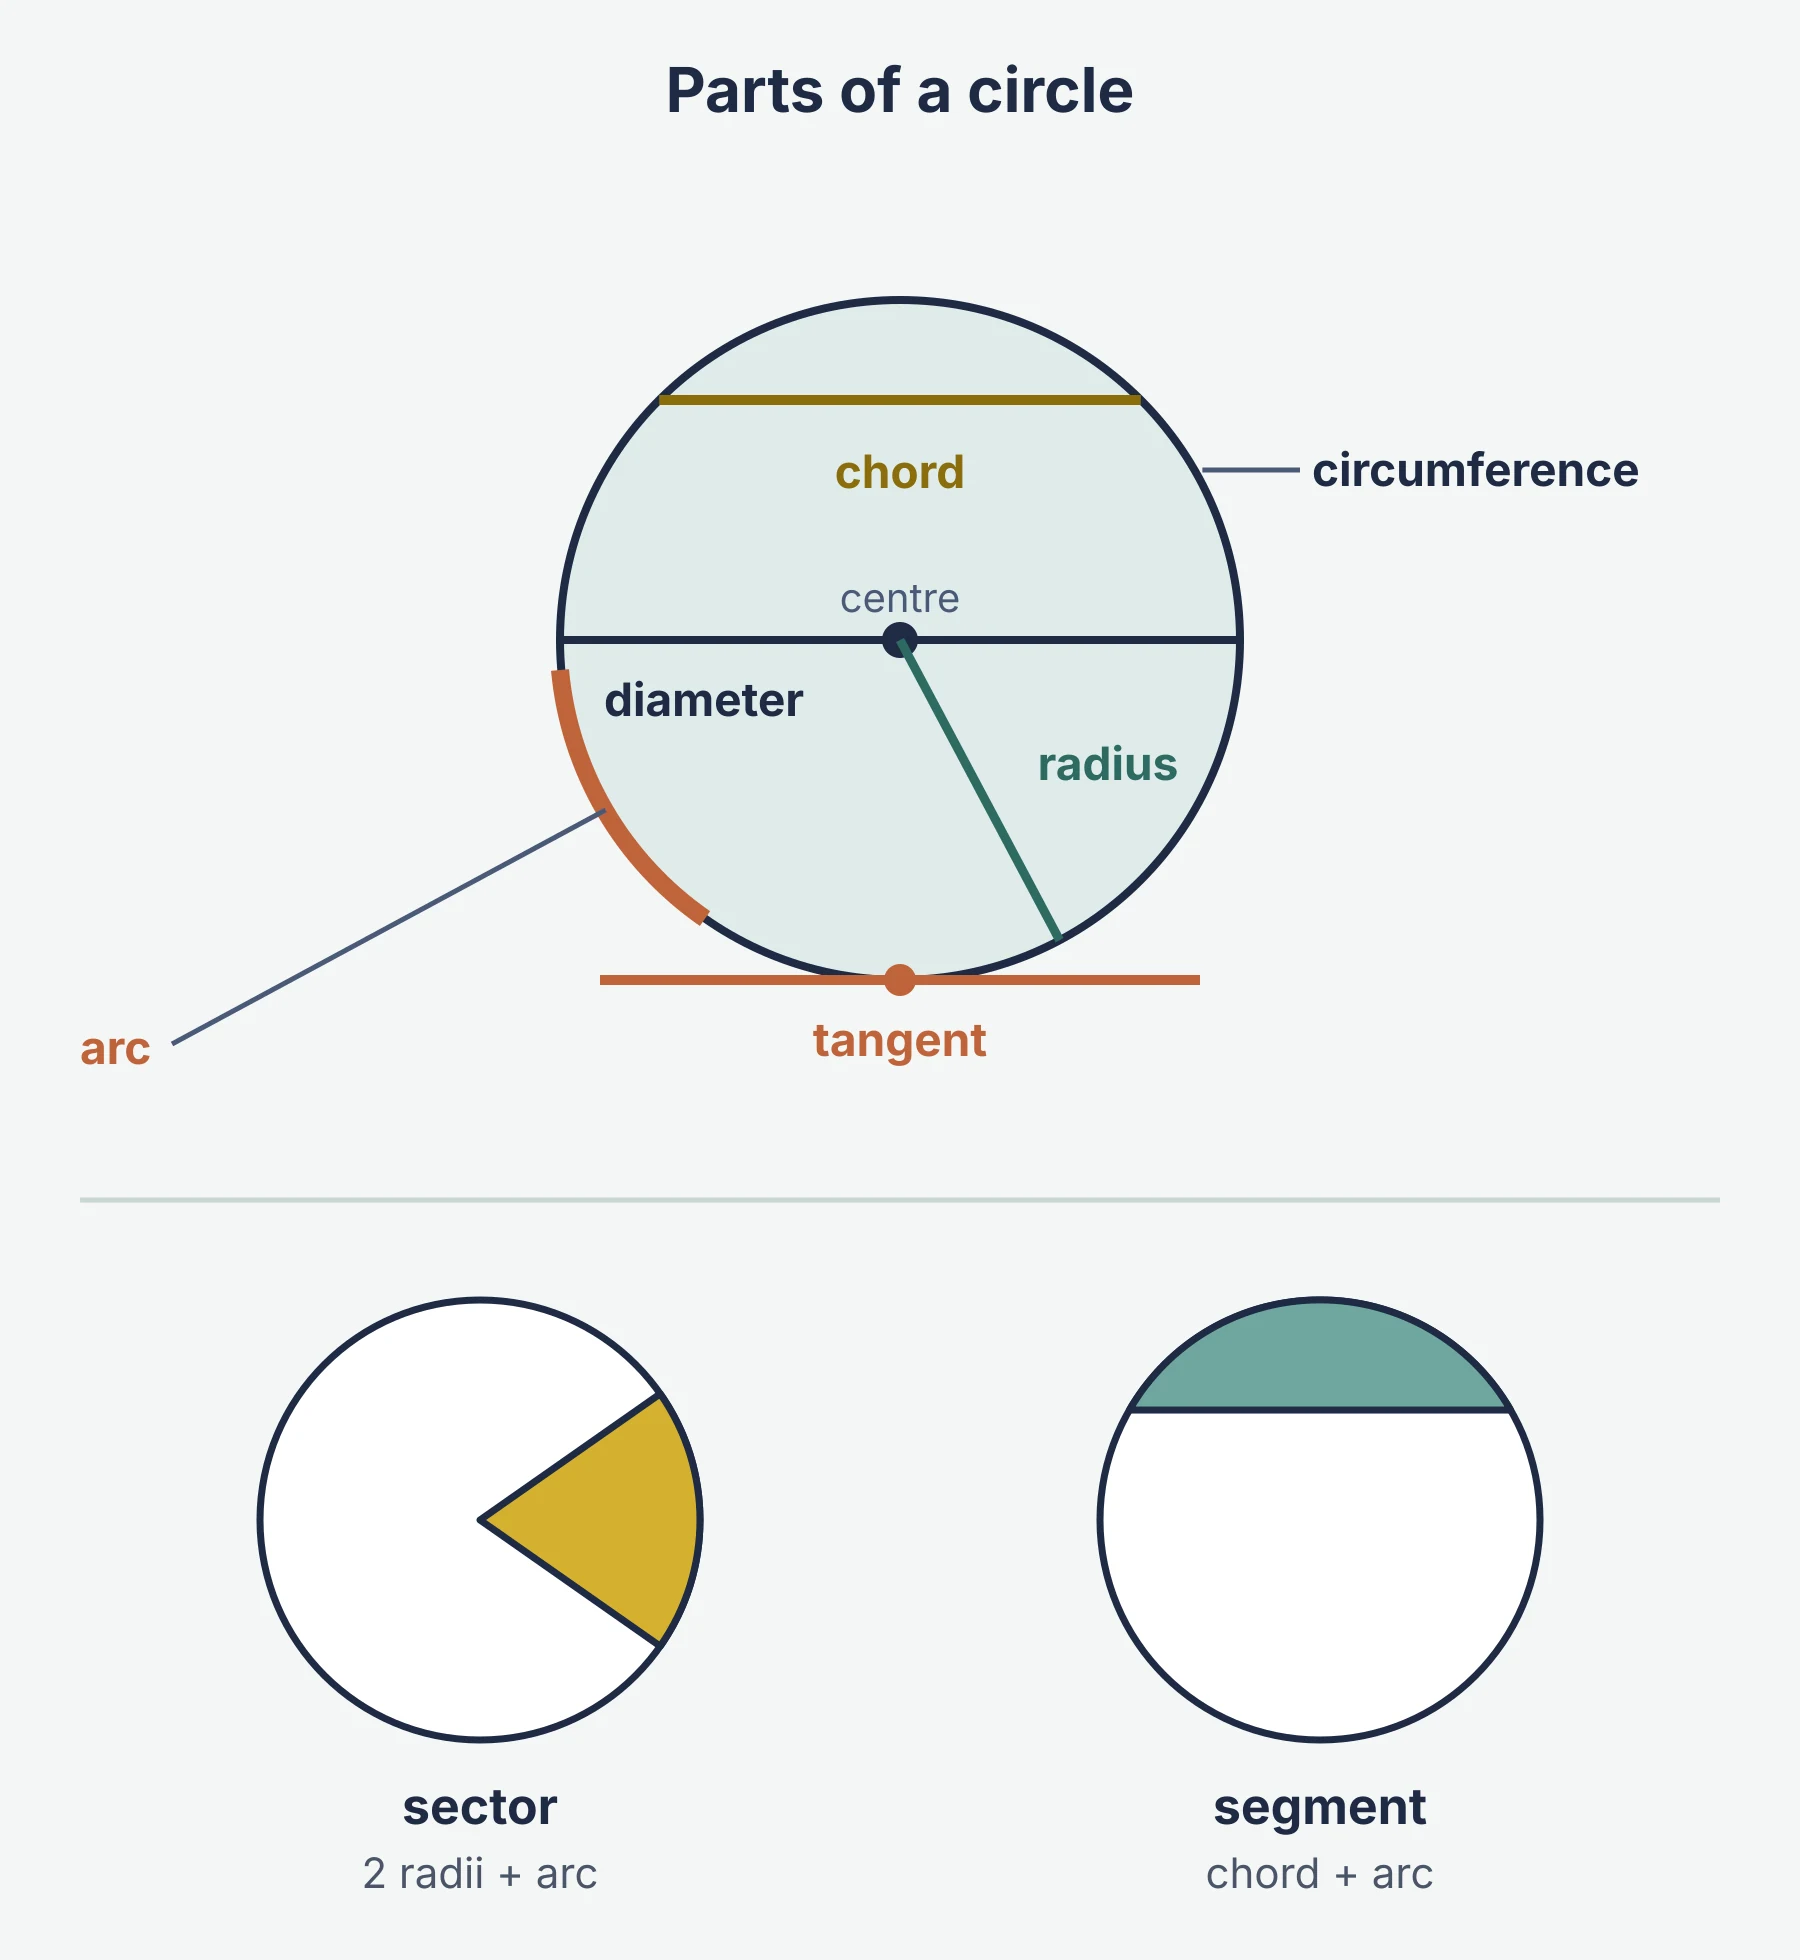 Parts of a circle
chord
circumference
centre
diameter
radius
arc
tangent
sector
segment
2 radii + arc
chord + arc